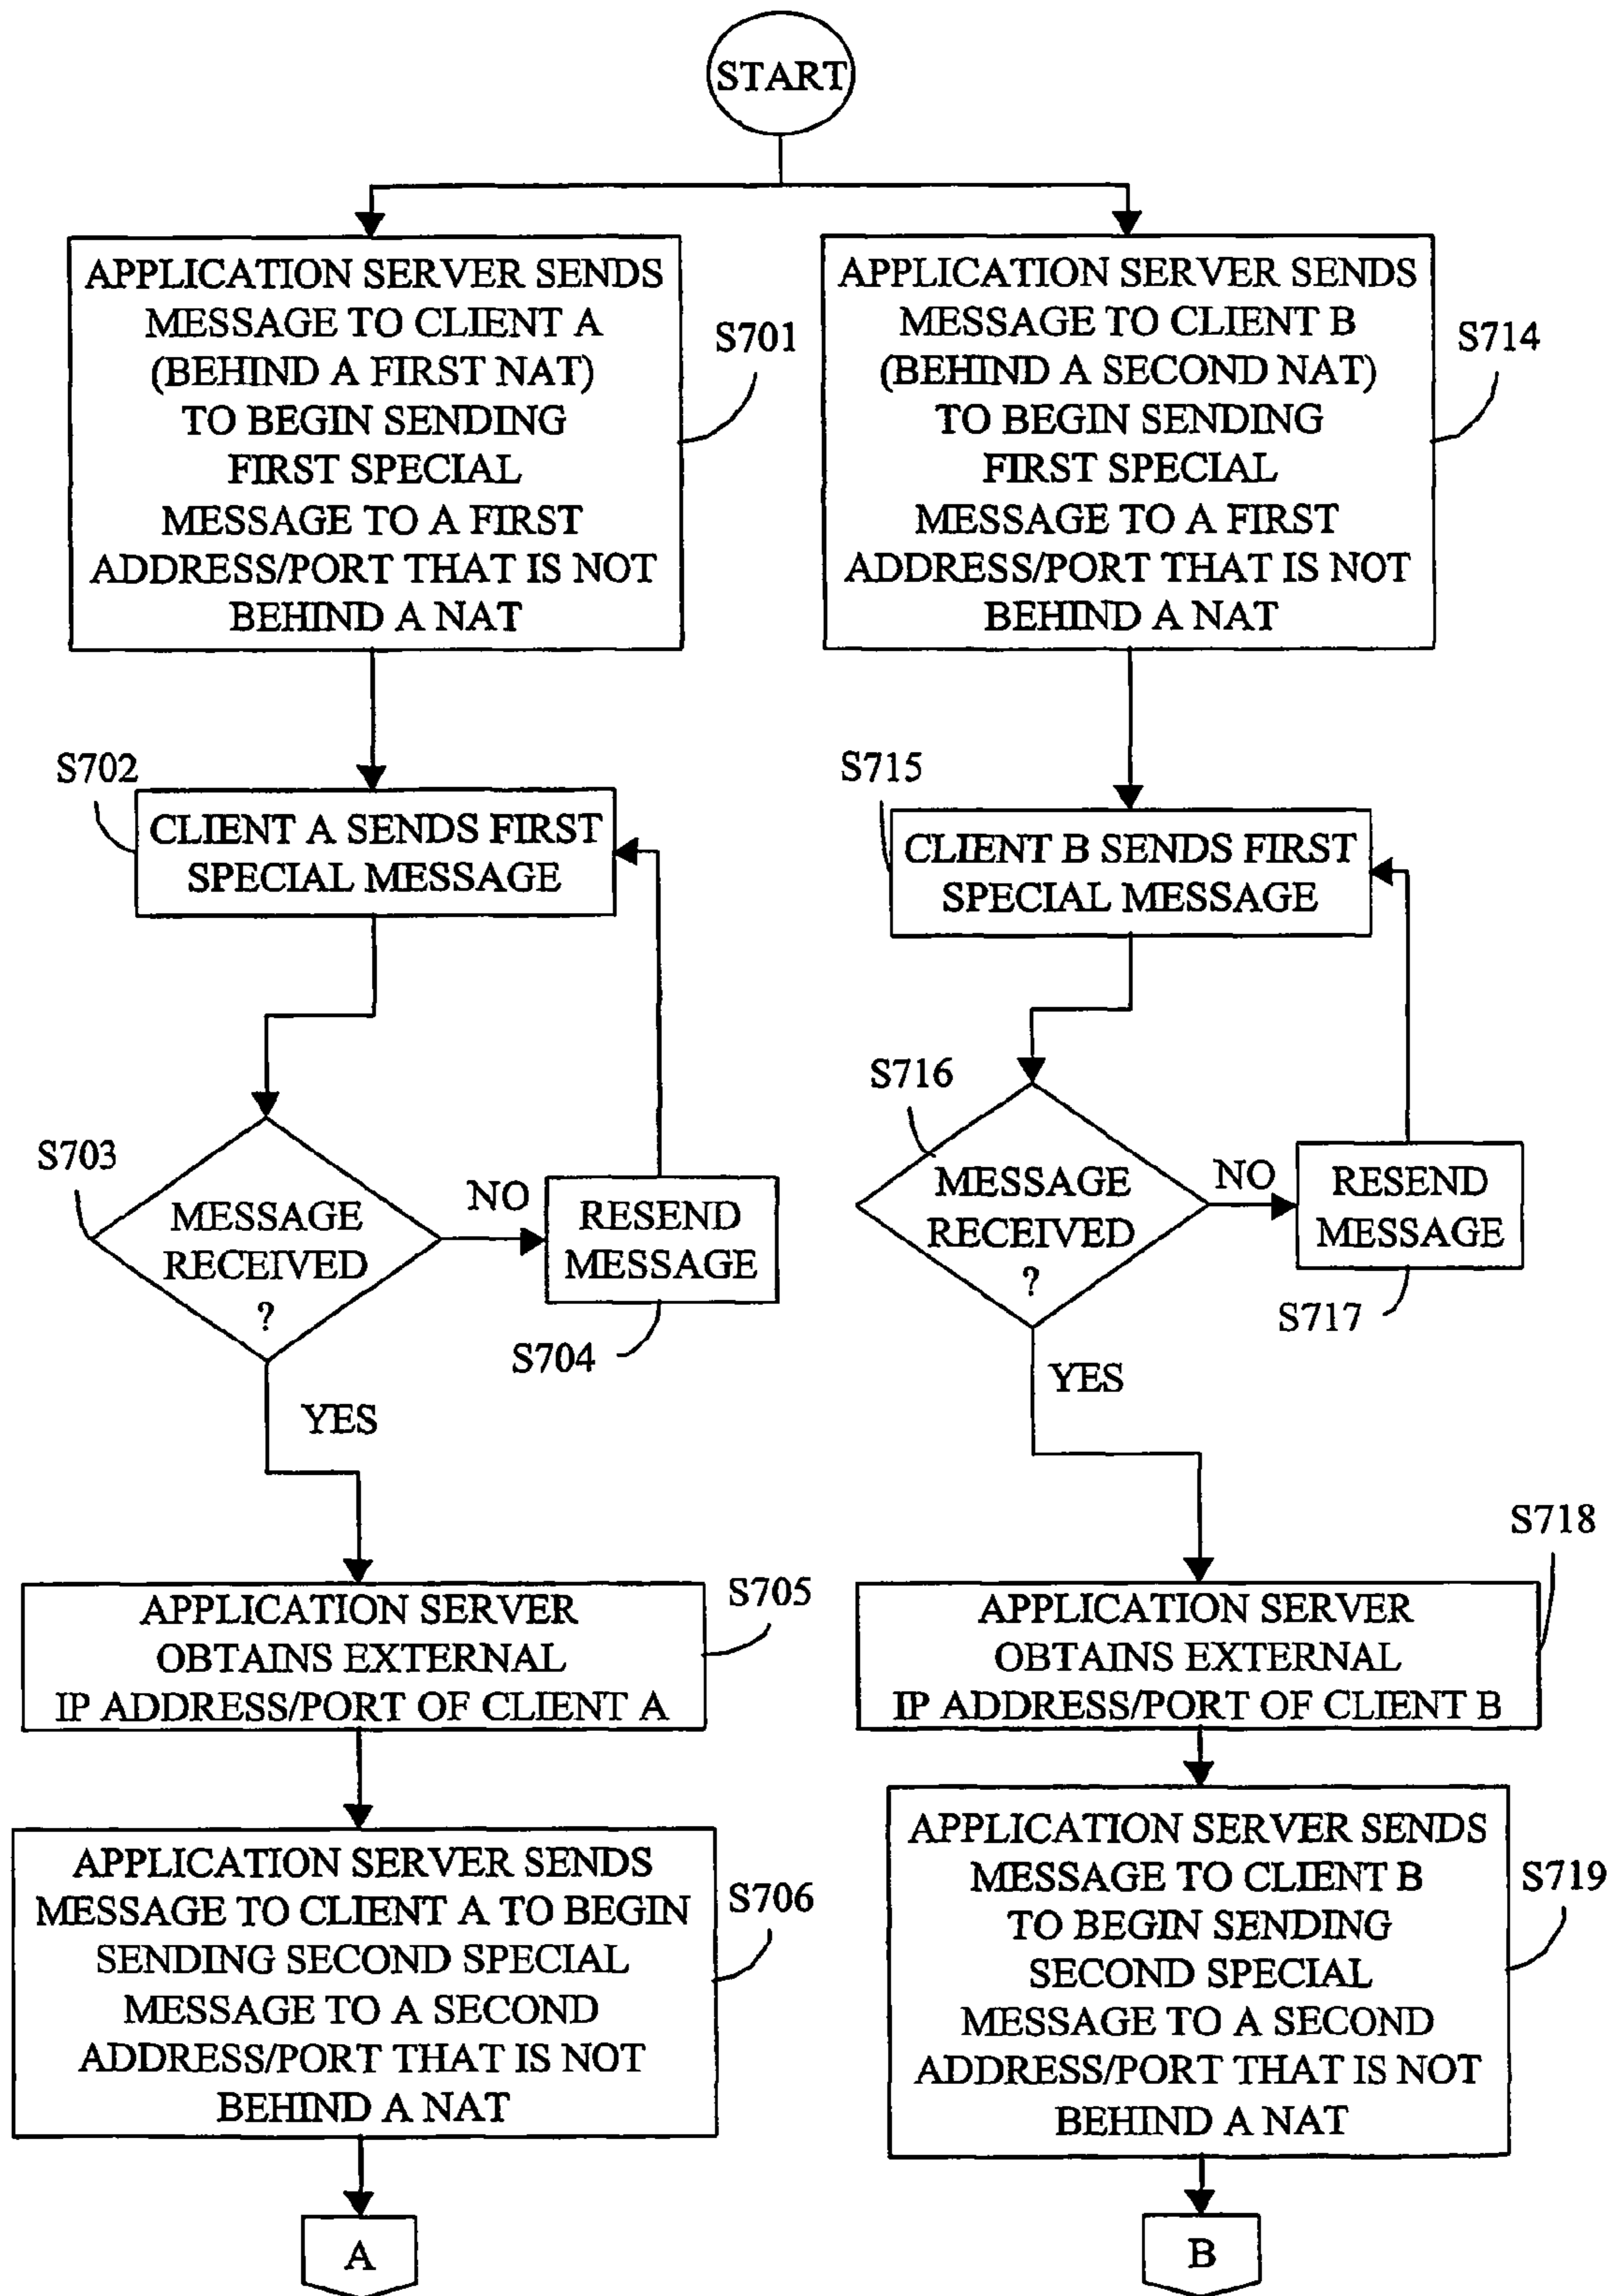 START
APPLICATION SERVER SENDS
MESSAGE TO CLIENT A
(BEHIND A FIRST NAT)
TO BEGIN SENDING
FIRST SPECIAL
MESSAGE TO A FIRST
ADDRESS/PORT THAT IS NOT
BEHIND A NAT
S701
APPLICATION SERVER SENDS
MESSAGE TO CLIENT B
(BEHIND A SECOND NAT)
TO BEGIN SENDING
FIRST SPECIAL
MESSAGE TO A FIRST
ADDRESS/PORT THAT IS NOT
BEHIND A NAT
S714
S702
CLIENT A SENDS FIRST
SPECIAL MESSAGE
S715
CLIENT B SENDS FIRST
SPECIAL MESSAGE
S703
MESSAGE
RECEIVED
?
NO
RESEND
MESSAGE
S704
YES
S716
MESSAGE
RECEIVED
?
NO
RESEND
MESSAGE
S717
YES
APPLICATION SERVER
OBTAINS EXTERNAL
IP ADDRESS/PORT OF CLIENT A
S705
APPLICATION SERVER
OBTAINS EXTERNAL
IP ADDRESS/PORT OF CLIENT B
S718
APPLICATION SERVER SENDS
MESSAGE TO CLIENT A TO BEGIN
SENDING SECOND SPECIAL
MESSAGE TO A SECOND
ADDRESS/PORT THAT IS NOT
BEHIND A NAT
S706
APPLICATION SERVER SENDS
MESSAGE TO CLIENT B
TO BEGIN SENDING
SECOND SPECIAL
MESSAGE TO A SECOND
ADDRESS/PORT THAT IS NOT
BEHIND A NAT
S719
A
B